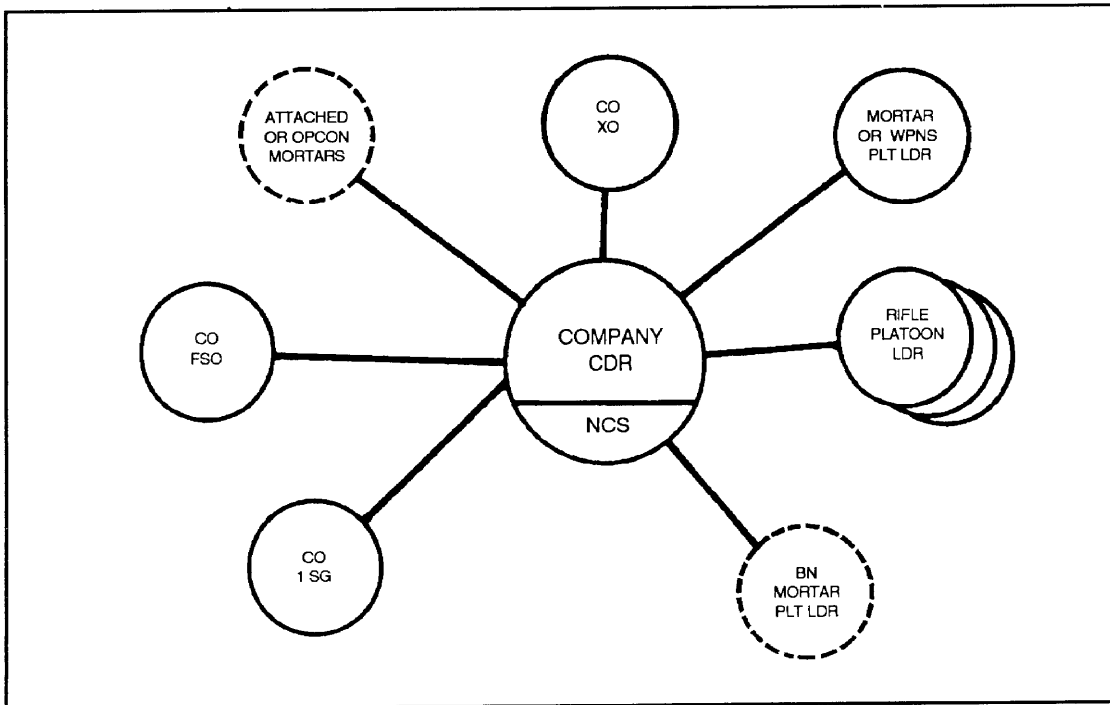 ATTACHED
OR OPCON
MORTARS
CO
XO
MORTAR
OR WPNS
PLT LDR
CO
FSO
COMPANY
CDR
NCS
RIFLE
PLATOON
LDR
CO
1 SG
BN
MORTAR
PLT LDR